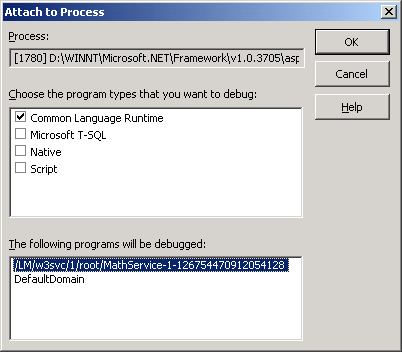 Attach to Process
Process:
[1780] D:\WINNT\Microsoft.NET\Framework\v1.0.3705\asp
OK
Cancel
Help
Choose the program types that you want to debug:
Common Language Runtime
Microsoft T-SQL
Native
Script
The following programs will be debugged:
/LM/w3svc/1/root/MathService-1-126754470912054128
DefaultDomain